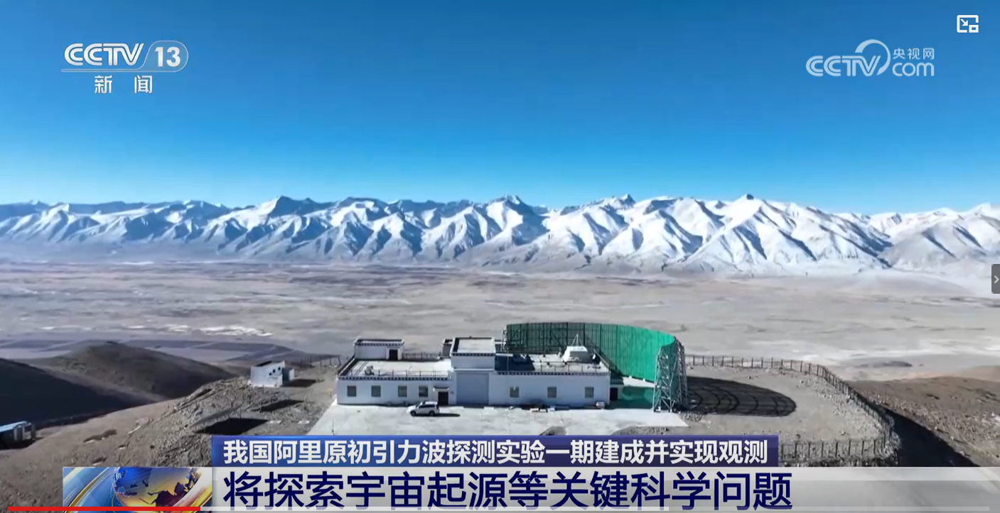 CCTV 13
新闻
CCTV 央视网
com
我国阿里原初引力波探测实验一期建成并实现观测
将探索宇宙起源等关键科学问题